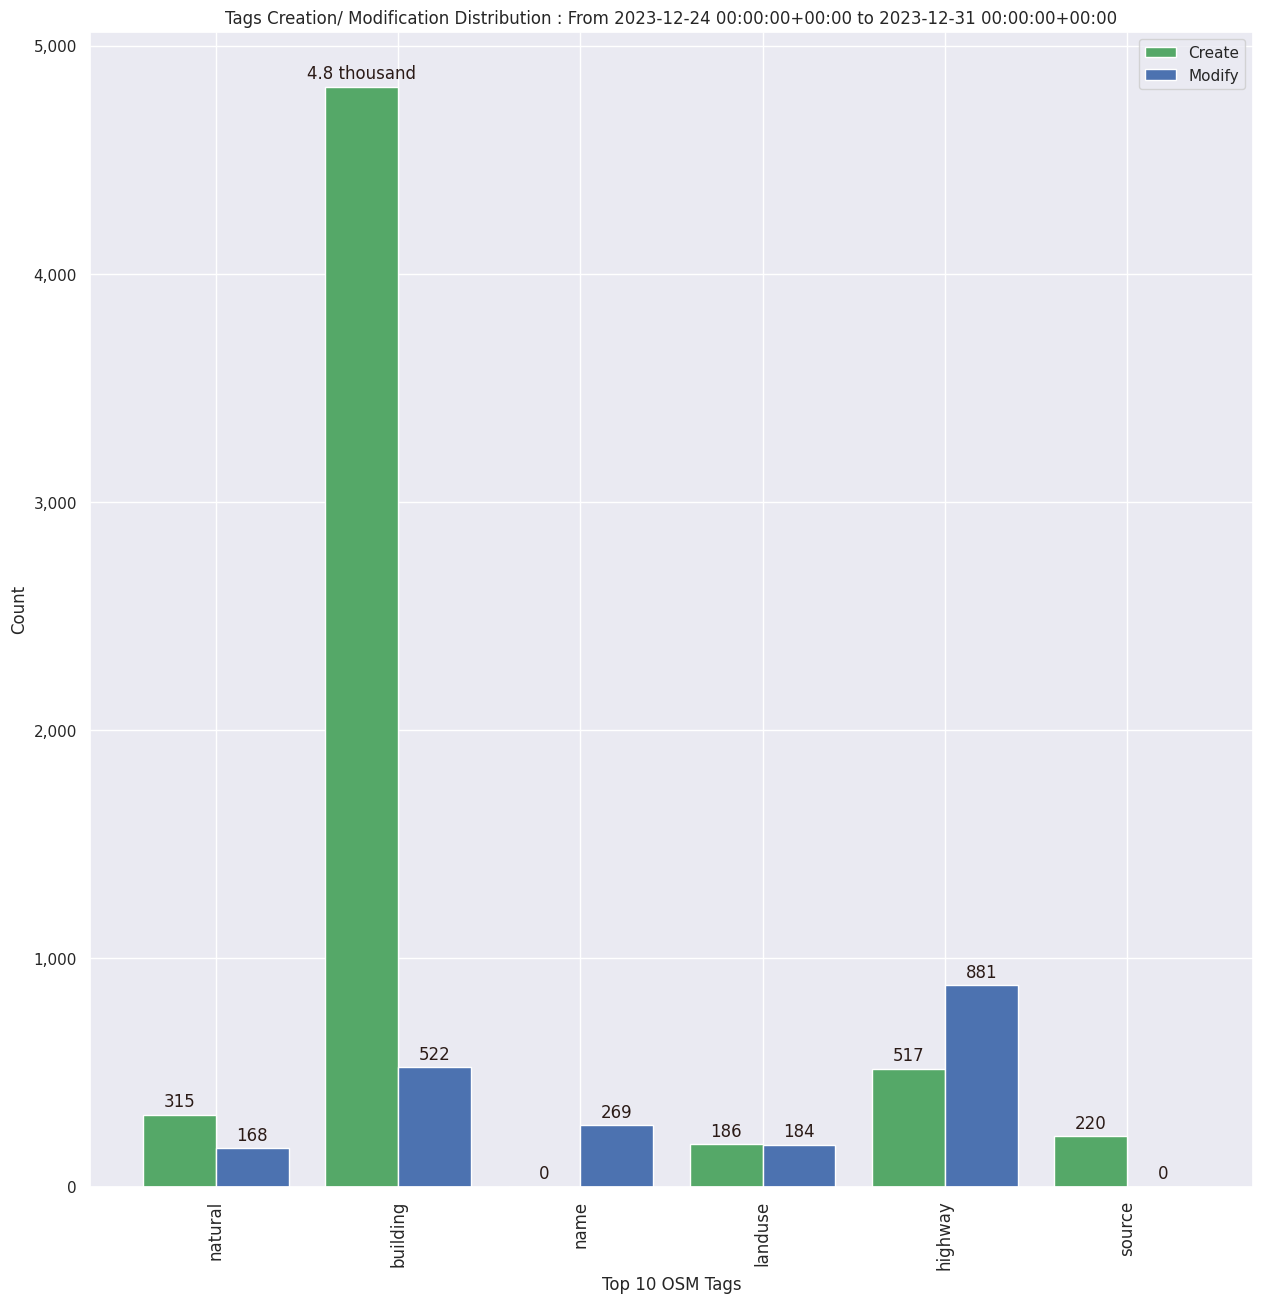 Tags Creation/ Modification Distribution : From 2023-12-24 00:00:00+00:00 to 2023-12-31 00:00:00+00:00
Create
Modify
5,000
4,000
3,000
2,000
1,000
0
Count
315
168
4.8 thousand
522
0
269
186
184
517
881
220
0
natural
building
name
landuse
highway
source
Top 10 OSM Tags